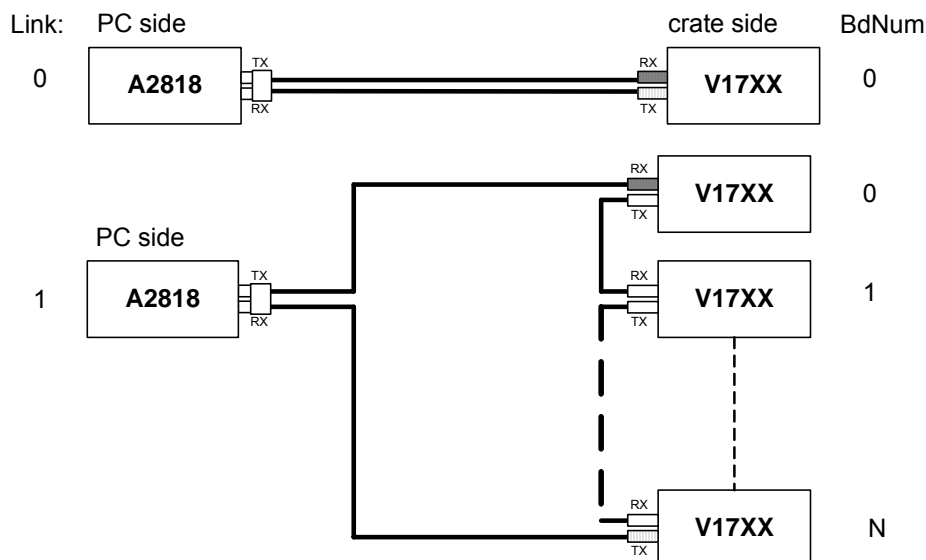 Link: PC side crate side BdNum
TX RX
0 A2818 V17XX 0
RX TX
RX
V17XX 0
TX
PC side
TX RX
1 A2818 V17XX 1
RX TX
RX
V17XX N
TX